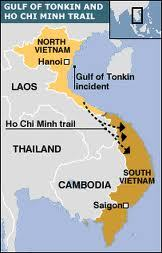 GULF OF TONKIN AND
HO CHI MINH TRAIL
NORTH
VIETNAM
Hanoi
LAOS
Gulf of Tonkin
incident
Ho Chi Minh trail
THAILAND
CAMBODIA
SOUTH
VIETNAM
Saigon